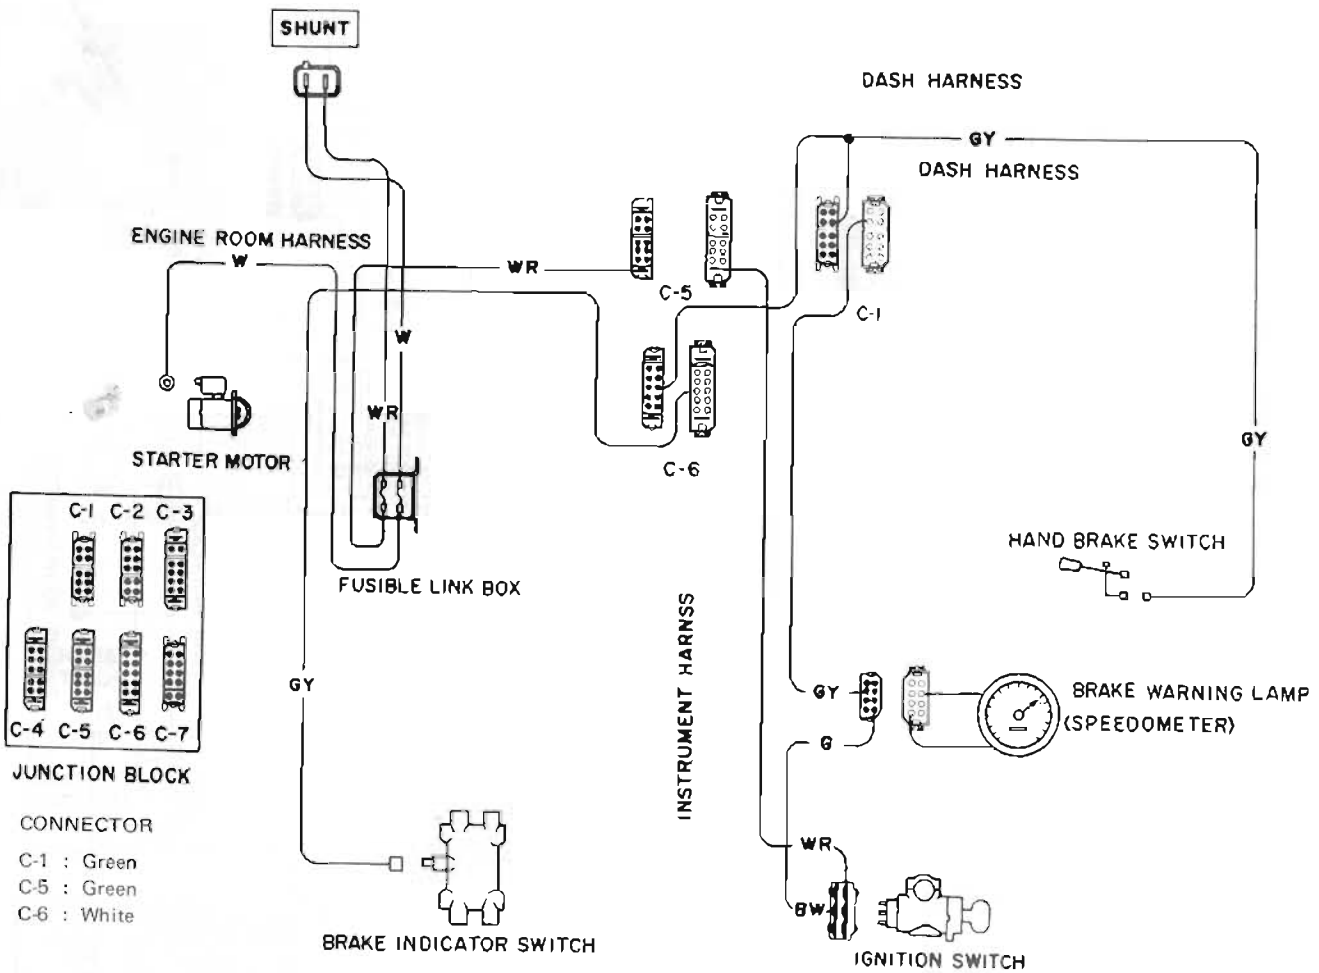 SHUNT
DASH HARNESS
GY
DASH HARNESS
ENGINE ROOM HARNESS
W
WR
C-5
C-1
W
WR
C-6
GY
STARTER MOTOR
C-1 C-2 C-3
HAND BRAKE SWITCH
FUSIBLE LINK BOX
INSTRUMENT HARNSS
GY
GY
BRAKE WARNING LAMP
(SPEEDOMETER)
C-4 C-5 C-6 C-7
G
JUNCTION BLOCK
CONNECTOR
C-1 : Green
C-5 : Green
C-6 : White
WR
BW
BRAKE INDICATOR SWITCH
IGNITION SWITCH